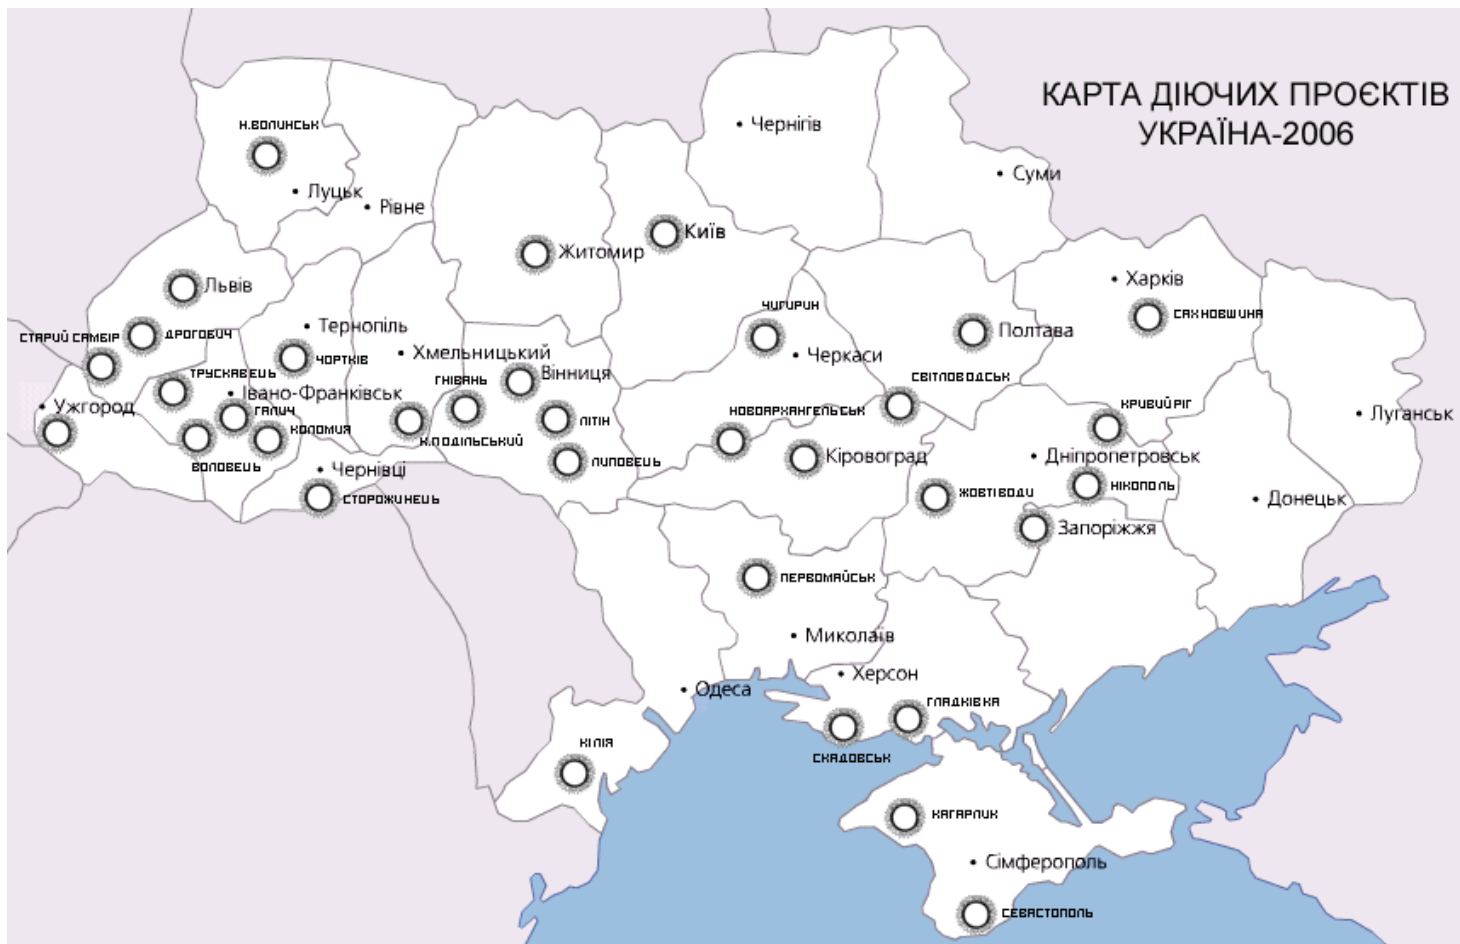 КАРТА ДІЮЧИХ ПРОЄКТІВ
УКРАЇНА-2006
Чернігів
Н.ВОЛИНСЬК
Суми
Луцьк
Рівне
Київ
Житомир
Харків
Львів
ЧИГИРИН
САХНОВШИНА
Тернопіль
Полтава
СТАРИЙ САМБІР
ДРОГОВИЧ
Хмельницький
Черкаси
ЧОРТКІВ
ТРУСКАВЕЦЬ
Вінниця
ГНІВАНЬ
СВІТЛОВОДСЬК
Івано-Франківськ
КРИВИЙ РІГ
Ужгород
ГАЛИЧ
НОВОАРХАНГЕЛЬСЬК
Луганськ
ЛІТІН
КОЛОМИЯ
К.ПОДІЛЬСЬКИЙ
Кіровоград
Дніпропетровськ
ЛИПОВЕЦЬ
ВОЛОВЕЦЬ
Чернівці
НІКОПОЛЬ
ЖОВТІ ВОДИ
СТОРОЖИНЕЦЬ
Донецьк
Запоріжжя
ПЕРВОМАЙСЬК
Миколаїв
Херсон
Одеса
ГЛАДКІВКА
КІЛІЯ
СКАДОВСЬК
КАГАРЛИК
Сімферополь
СЕВАСТОПОЛЬ